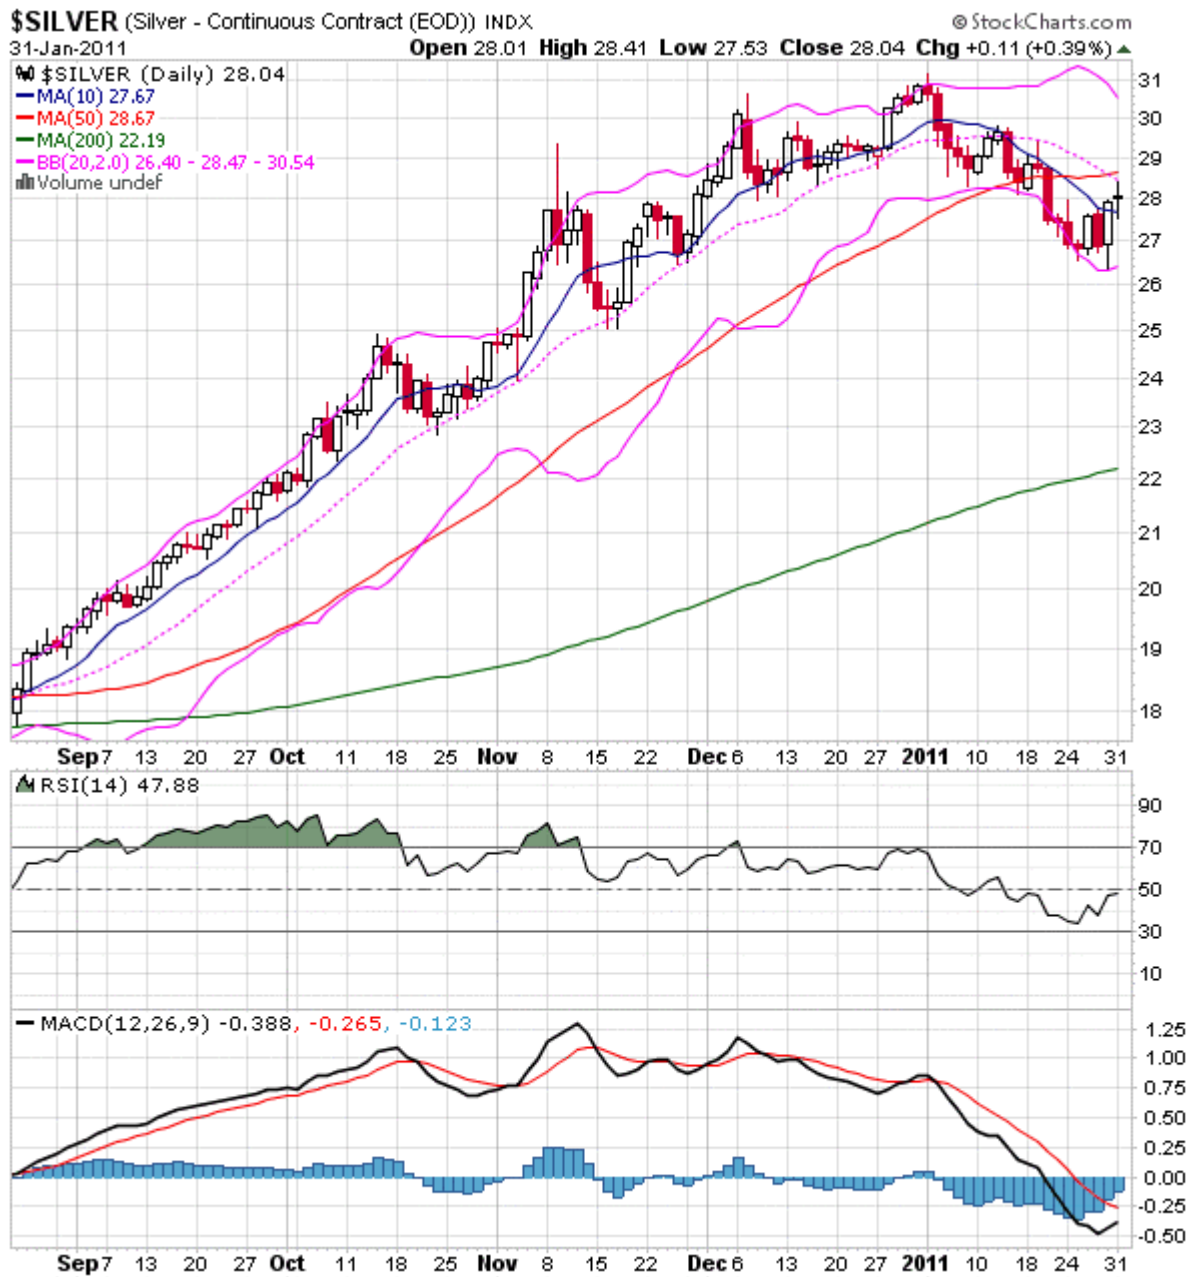 $SILVER (Silver - Continuous Contract (EOD)) INDX © StockCharts.com
31-Jan-2011 Open 28.01 High 28.41 Low 27.53 Close 28.04 Chg +0.11 (+0.39%)
$SILVER (Daily) 28.04
MA(10) 27.67
MA(50) 28.67
MA(200) 22.19
BB(20,2.0) 26.40 - 28.47 - 30.54
Volume undef
31
30
29
28
27
26
25
24
23
22
21
20
19
18
Sep 7 13 20 27 Oct 11 18 25 Nov 8 15 22 Dec 6 13 20 27 2011 10 18 24 31
RSI(14) 47.88
90
70
50
30
10
MACD(12,26,9) -0.388, -0.265, -0.123
1.25
1.00
0.75
0.50
0.25
0.00
-0.25
-0.50
Sep 7 13 20 27 Oct 11 18 25 Nov 8 15 22 Dec 6 13 20 27 2011 10 18 24 31